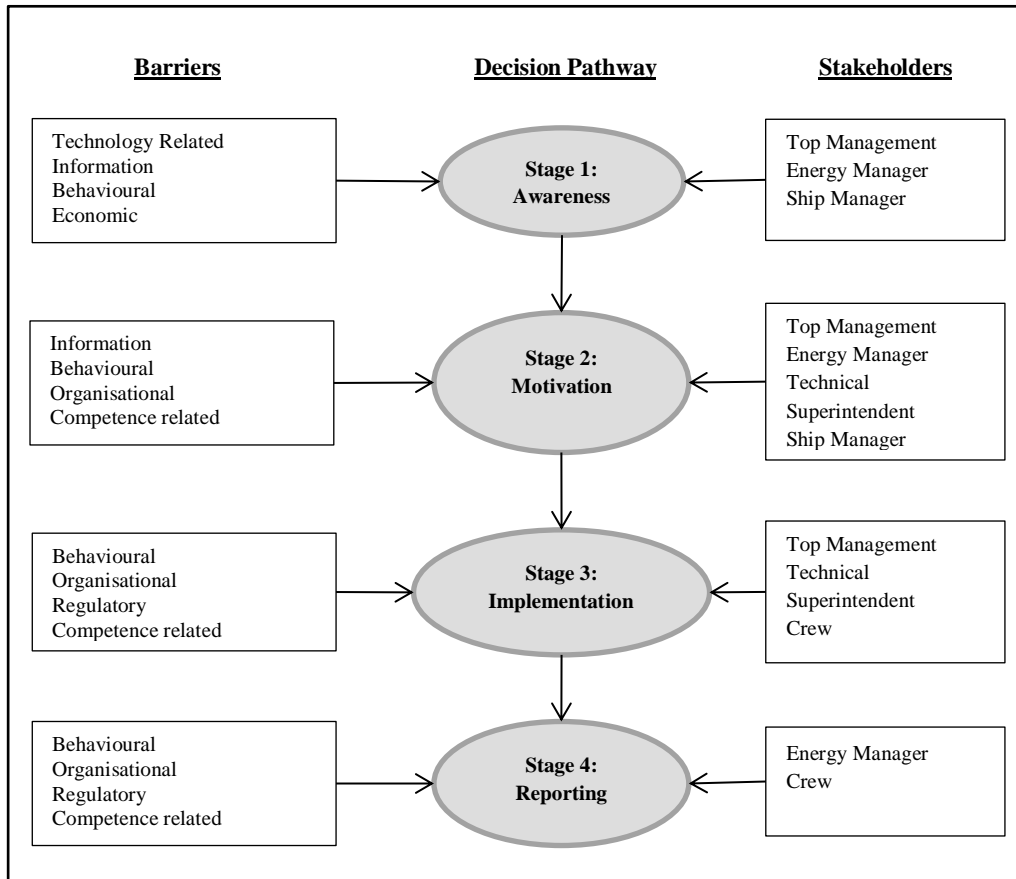 Barriers
Decision Pathway
Stakeholders
Technology Related
Information
Behavioural
Economic
Stage 1:
Awareness
Top Management
Energy Manager
Ship Manager
Information
Behavioural
Organisational
Competence related
Stage 2:
Motivation
Top Management
Energy Manager
Technical
Superintendent
Ship Manager
Behavioural
Organisational
Regulatory
Competence related
Stage 3:
Implementation
Top Management
Technical
Superintendent
Crew
Behavioural
Organisational
Regulatory
Competence related
Stage 4:
Reporting
Energy Manager
Crew